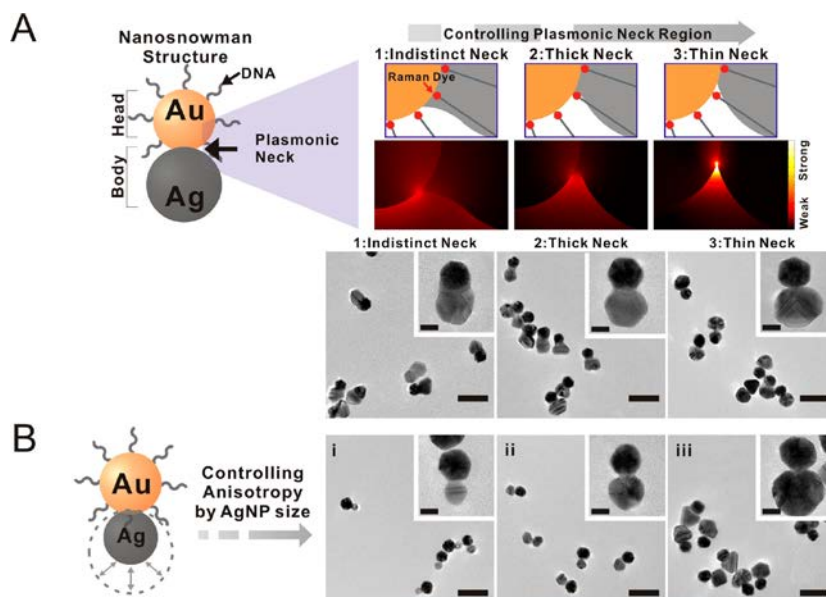 A
Nanosnowman
Structure
DNA
Head
Au
Plasmonic
Neck
Body
Ag
Controlling Plasmonic Neck Region
1:Indistinct Neck
2:Thick Neck
3:Thin Neck
Raman Dye
Strong
Weak
1:Indistinct Neck
2:Thick Neck
3:Thin Neck
B
Au
Ag
Controlling
Anisotropy
by AgNP size
i
ii
iii